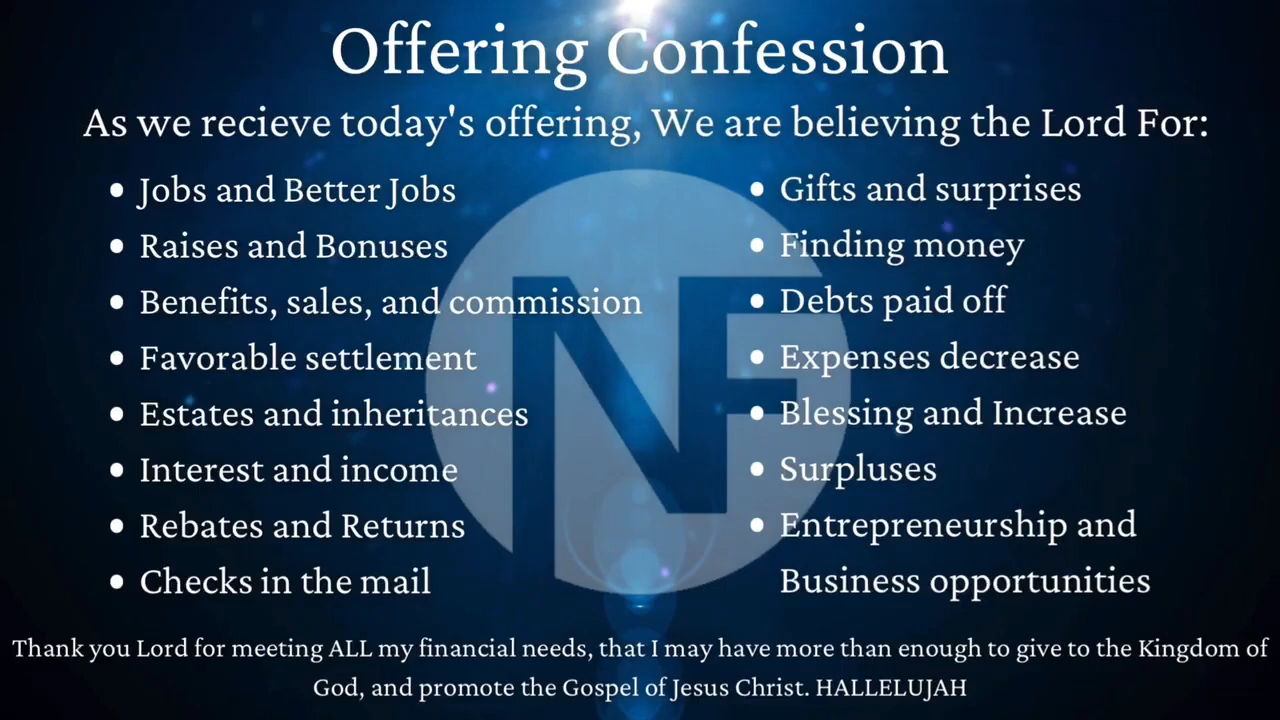 Offering Confession
As we recieve today's offering, We are believing the Lord For:
• Jobs and Better Jobs
• Raises and Bonuses
• Benefits, sales, and commission
• Favorable settlement
• Estates and inheritances
• Interest and income
• Rebates and Returns
• Checks in the mail
• Gifts and surprises
• Finding money
• Debts paid off
• Expenses decrease
• Blessing and Increase
• Surpluses
• Entrepreneurship and
Business opportunities
NF
Thank you Lord for meeting ALL my financial needs, that I may have more than enough to give to the Kingdom of
God, and promote the Gospel of Jesus Christ. HALLELUJAH